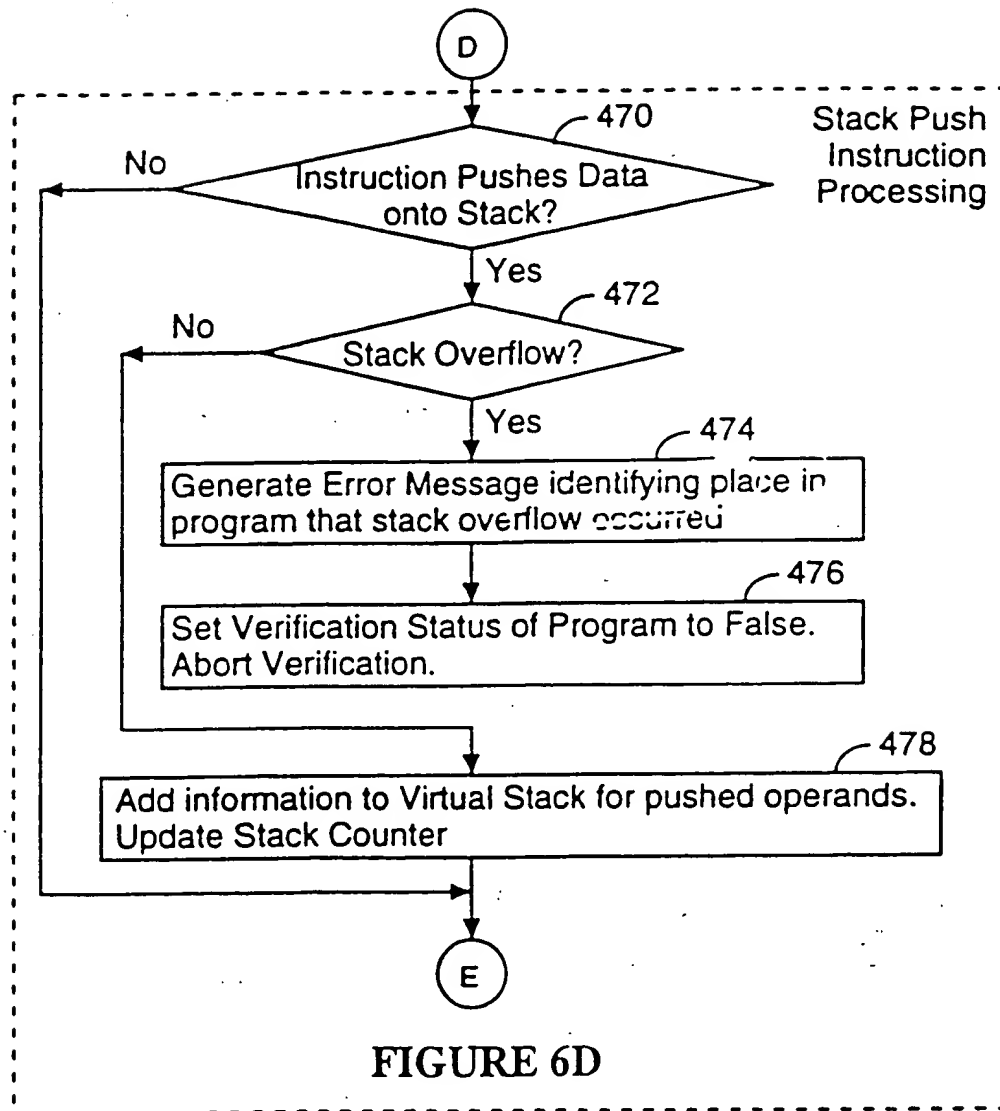 D
470
Stack Push
Instruction
Processing
No
Instruction Pushes Data
onto Stack?
Yes
472
No
Stack Overflow?
Yes
474
Generate Error Message identifying place in
program that stack overflow occurred
476
Set Verification Status of Program to False.
Abort Verification.
478
Add information to Virtual Stack for pushed operands.
Update Stack Counter
E
FIGURE 6D